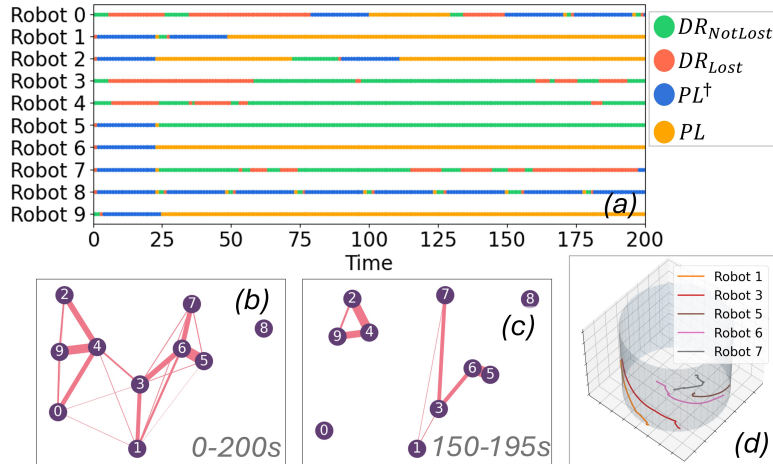 Robot 0
Robot 1
Robot 2
Robot 3
Robot 4
Robot 5
Robot 6
Robot 7
Robot 8
Robot 9
0 25 50 75 100 125 150 175 200
Time
(a)
DR_NotLost
DR_Lost
PL†
PL
(b)
2
7
8
4
9
6
5
3
0
1
0-200s
(c)
2
7
8
4
9
6
5
3
0
1
150-195s
Robot 1
Robot 3
Robot 5
Robot 6
Robot 7
(d)